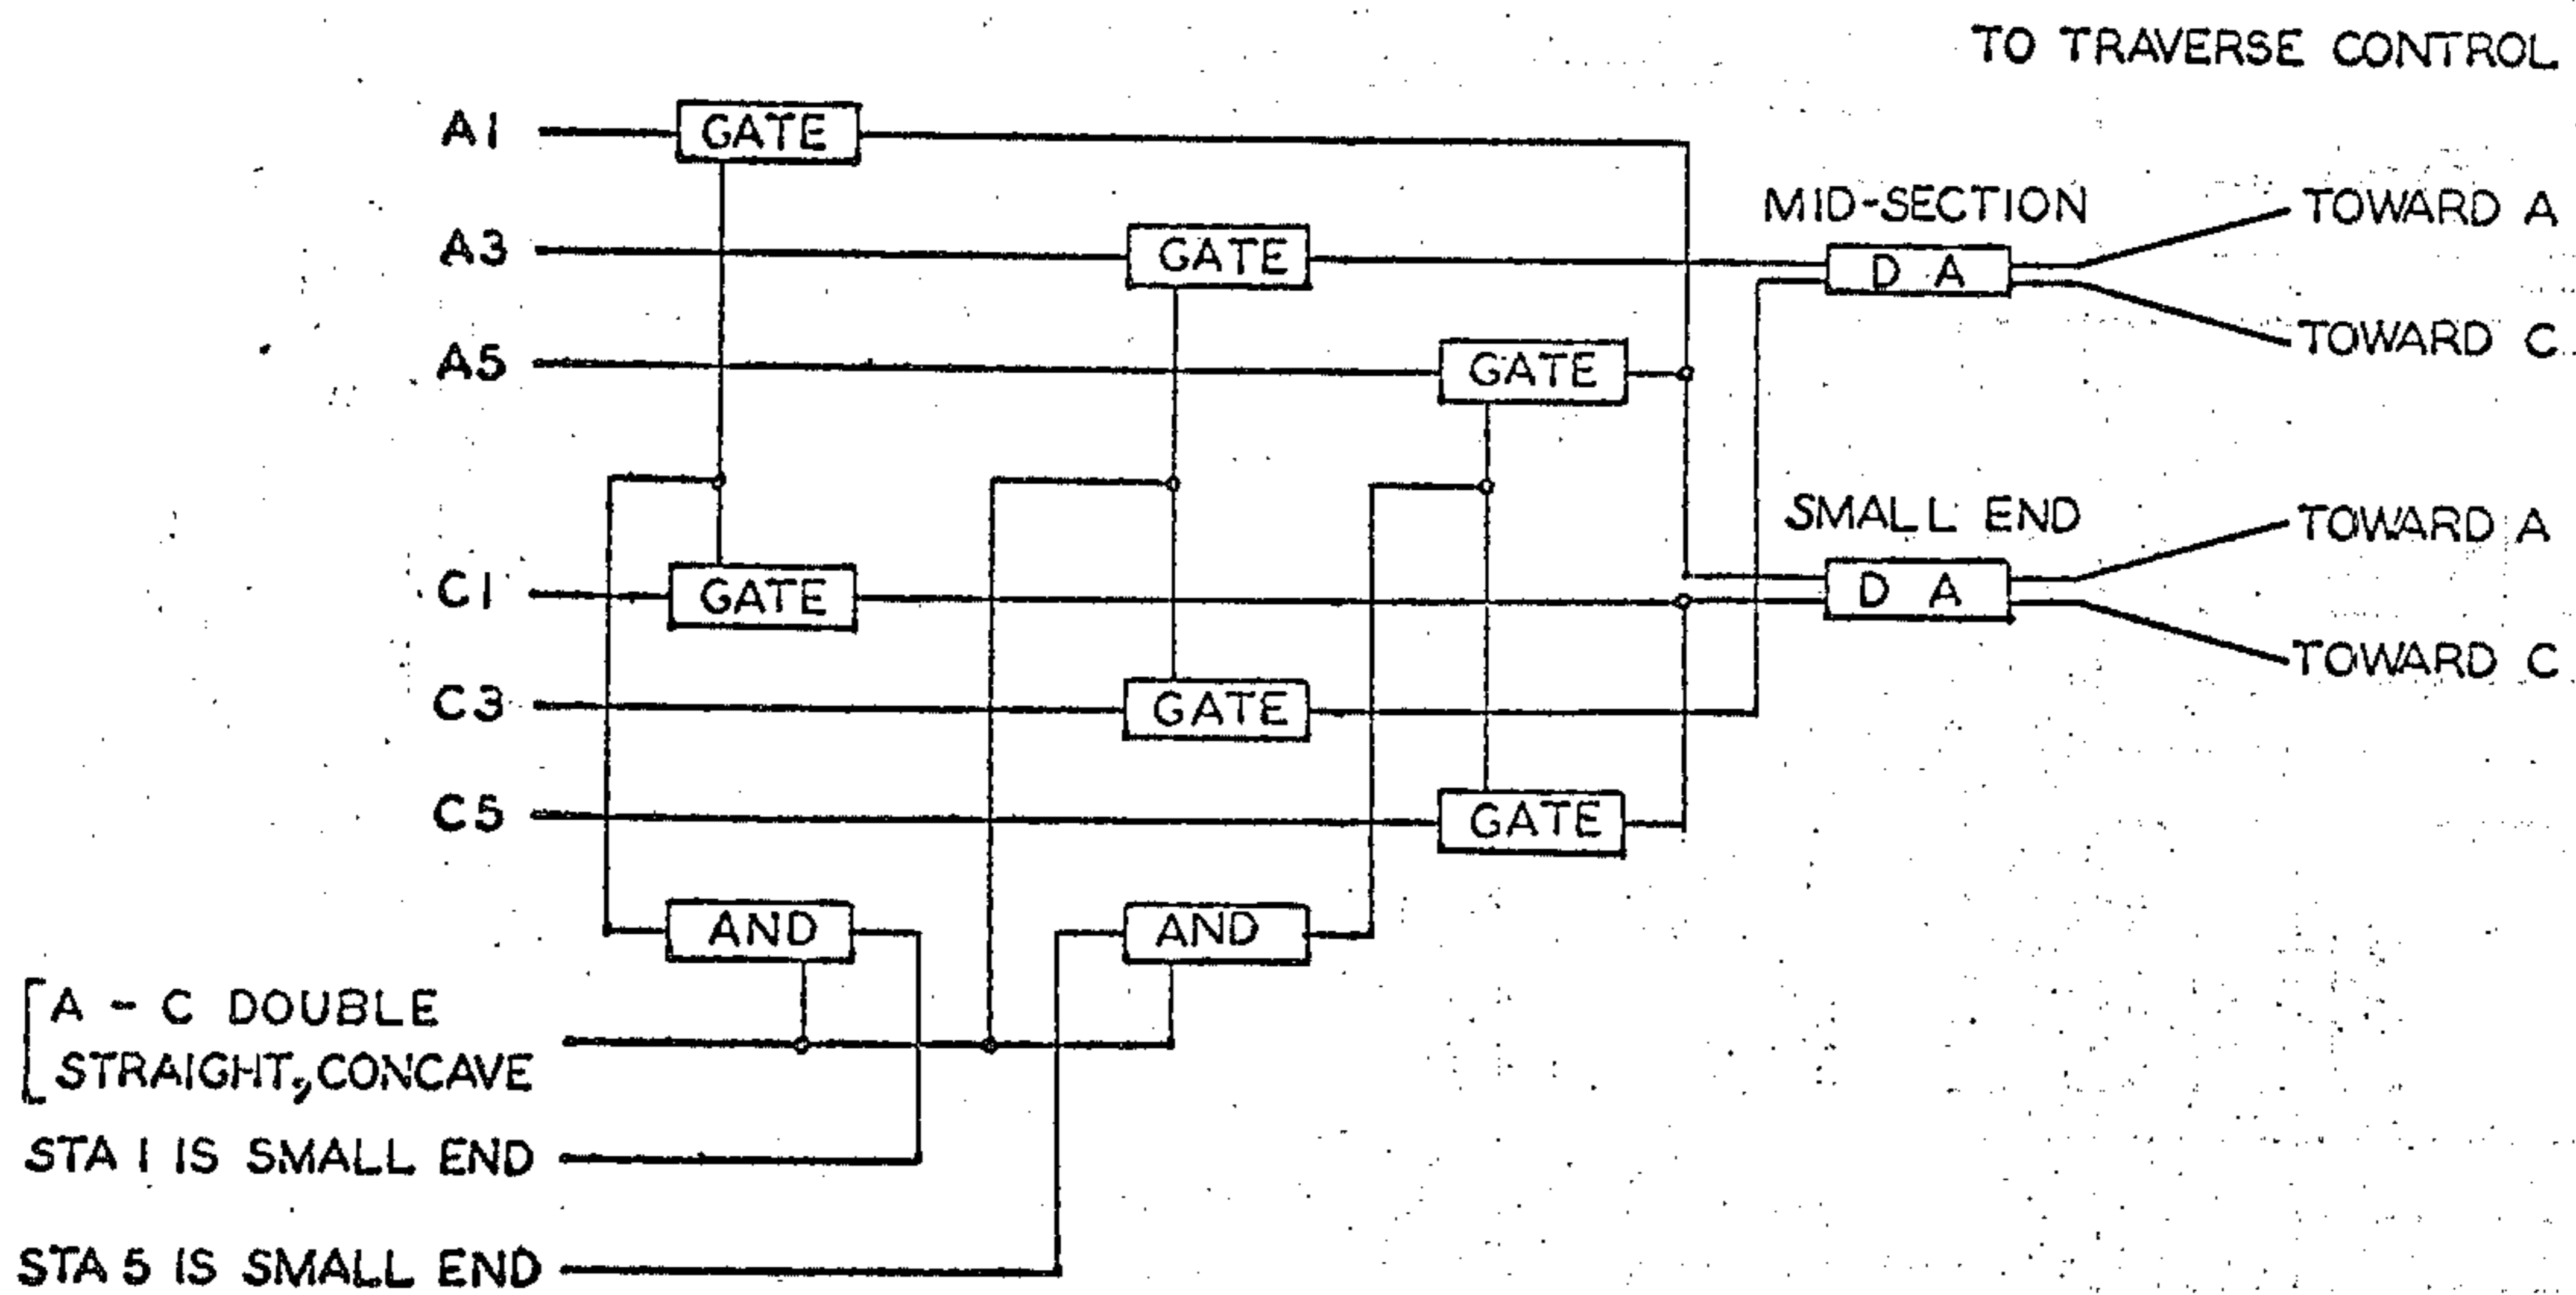 TO TRAVERSE CONTROL
A1 GATE
MID-SECTION TOWARD A
A3 GATE D A
TOWARD C
A5 GATE
SMALL END TOWARD A
C1 GATE D A
TOWARD C
C3 GATE
C5 GATE
AND AND
A - C DOUBLE
STRAIGHT, CONCAVE
STA 1 IS SMALL END
STA 5 IS SMALL END